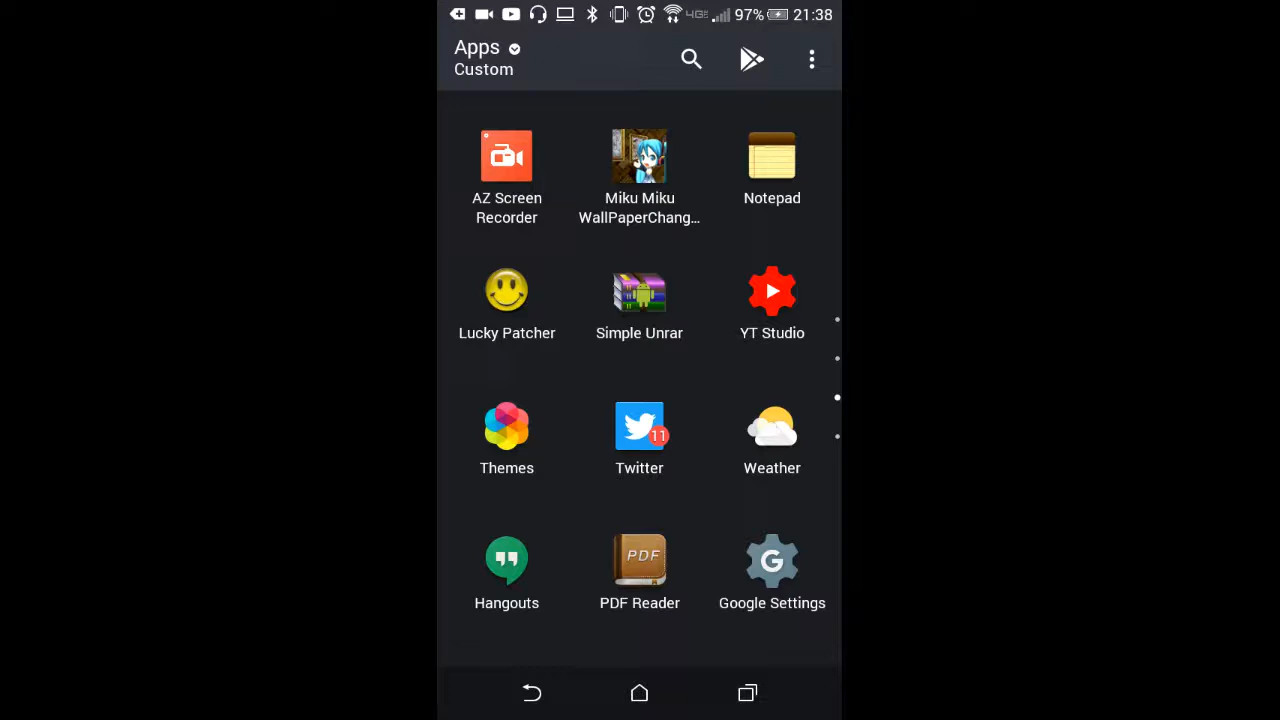 97% 21:38
Apps
Custom
AZ Screen
Recorder
Miku Miku
WallPaperChang...
Notepad
Lucky Patcher
Simple Unrar
YT Studio
Themes
11
Twitter
Weather
Hangouts
PDF
PDF Reader
G
Google Settings